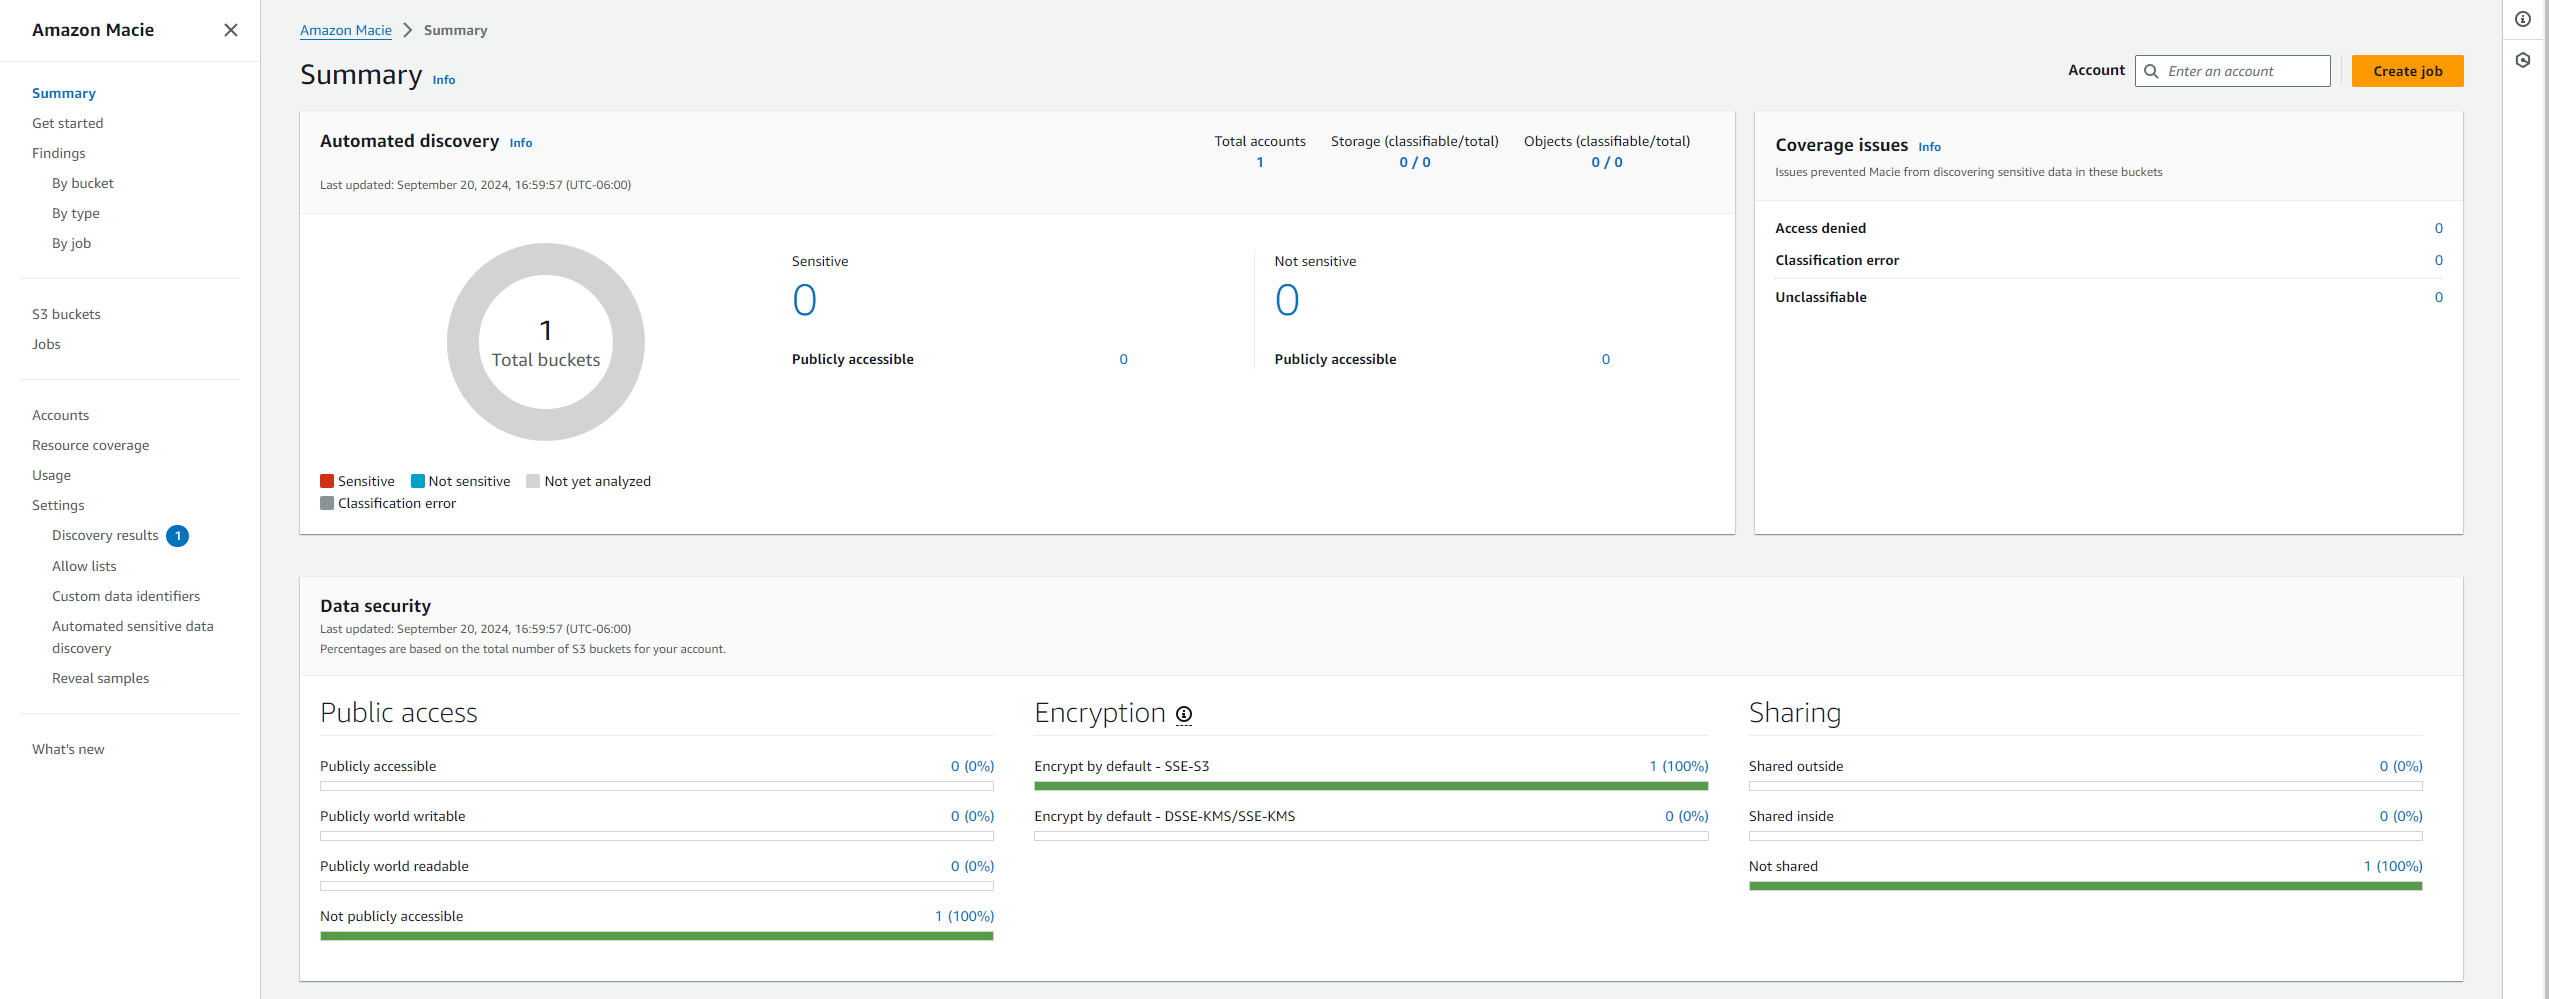 Amazon Macie
Summary
Get started
Findings
By bucket
By type
By job
S3 buckets
Jobs
Accounts
Resource coverage
Usage
Settings
Discovery results 1
Allow lists
Custom data identifiers
Automated sensitive data
discovery
Reveal samples
What's new
Amazon Macie > Summary
Summary Info
Account Enter an account Create job
Automated discovery Info
Last updated: September 20, 2024, 16:59:57 (UTC-06:00)
Total accounts
1
Storage (classifiable/total)
0 / 0
Objects (classifiable/total)
0 / 0
1
Total buckets
Sensitive Not sensitive Not yet analyzed
Classification error
Sensitive
0
Publicly accessible 0
Not sensitive
0
Publicly accessible 0
Coverage issues Info
Issues prevented Macie from discovering sensitive data in these buckets
Access denied 0
Classification error 0
Unclassifiable 0
Data security
Last updated: September 20, 2024, 16:59:57 (UTC-06:00)
Percentages are based on the total number of S3 buckets for your account.
Public access
Publicly accessible 0 (0%)
Publicly world writable 0 (0%)
Publicly world readable 0 (0%)
Not publicly accessible 1 (100%)
Encryption
Encrypt by default - SSE-S3 1 (100%)
Encrypt by default - DSSE-KMS/SSE-KMS 0 (0%)
Sharing
Shared outside 0 (0%)
Shared inside 0 (0%)
Not shared 1 (100%)